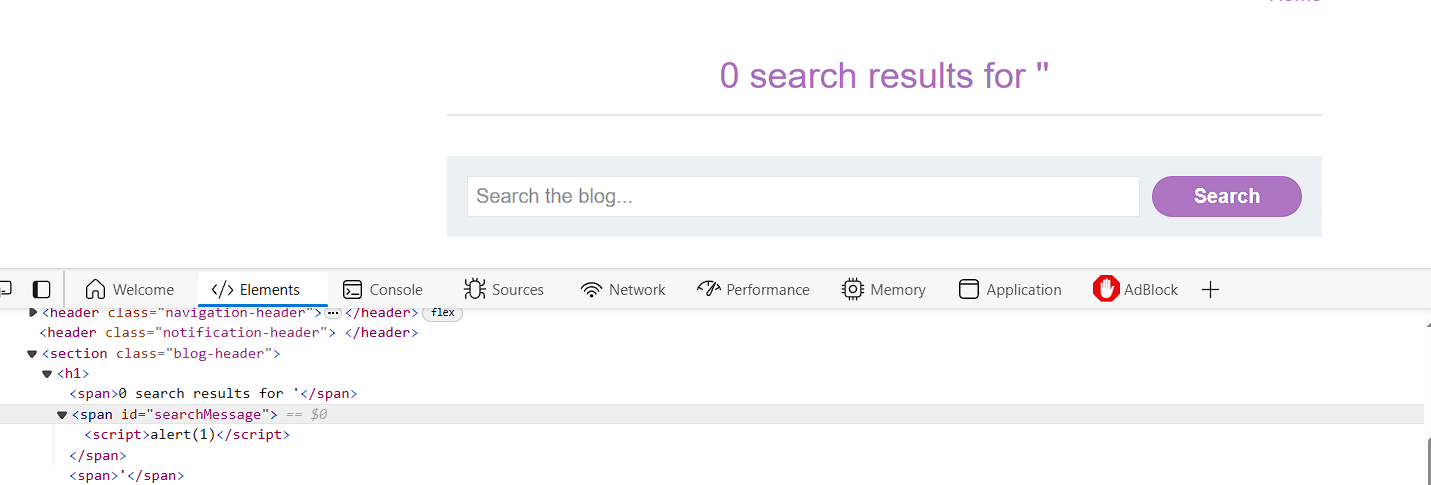 0 search results for ''
Search the blog...
Search
Welcome
Elements
Console
Sources
Network
Performance
Memory
Application
AdBlock
<header class="navigation-header">…</header> flex
<header class="notification-header"> </header>
<section class="blog-header">
<h1>
<span>0 search results for '</span>
<span id="searchMessage"> == $0
<script>alert(1)</script>
</span>
<span>'</span>